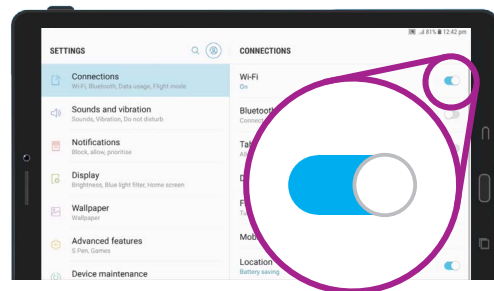 81% 12:42 pm
SETTINGS
CONNECTIONS
Connections
Wi-Fi, Bluetooth, Data usage, Flight mode
Sounds and vibration
Sounds, Vibration, Do not disturb
Notifications
Block, allow, prioritise
Display
Brightness, Blue light filter, Home screen
Wallpaper
Wallpaper
Advanced features
S Pen, Games
Device maintenance
Wi-Fi
On
Bluetooth
Location
Battery saving